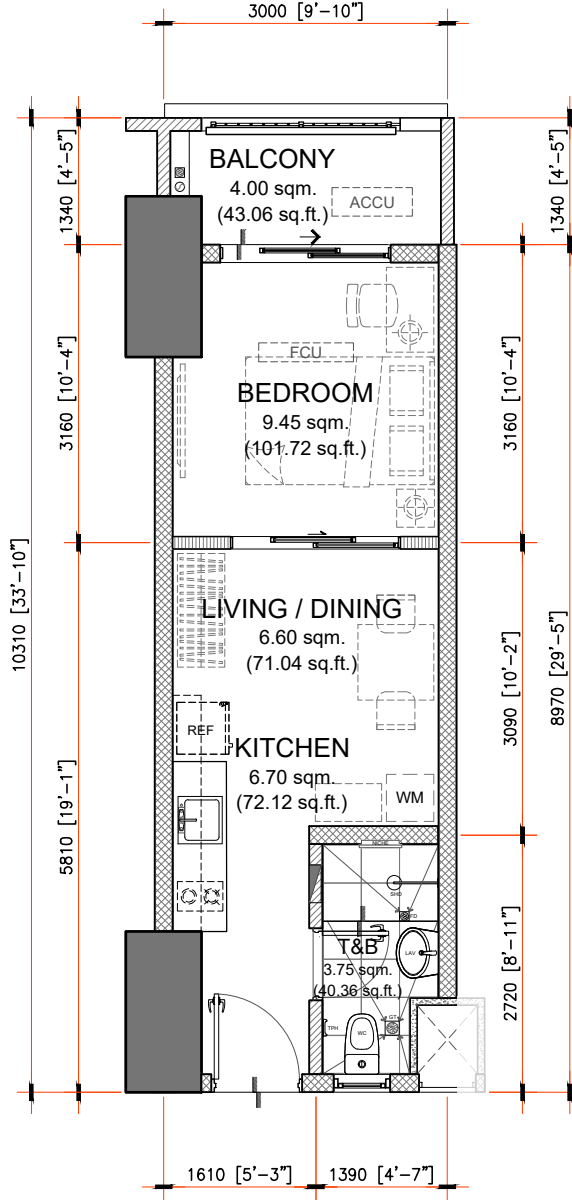 3000 [9'-10"]
1340 [4'-5"]
1340 [4'-5"]
BALCONY
4.00 sqm.
(43.06 sq.ft.)
ACCU
3160 [10'-4"]
3160 [10'-4"]
FCU
BEDROOM
9.45 sqm.
(101.72 sq.ft.)
10310 [33'-10"]
8970 [29'-5"]
LIVING / DINING
6.60 sqm.
(71.04 sq.ft.)
3090 [10'-2"]
REF
KITCHEN
6.70 sqm.
(72.12 sq.ft.)
WM
5810 [19'-1"]
NICHE
SHO
FD
T&B
3.75 sqm.
(40.36 sq.ft.)
LAV
2720 [8'-11"]
GT
TPH
WC
1610 [5'-3"]
1390 [4'-7"]